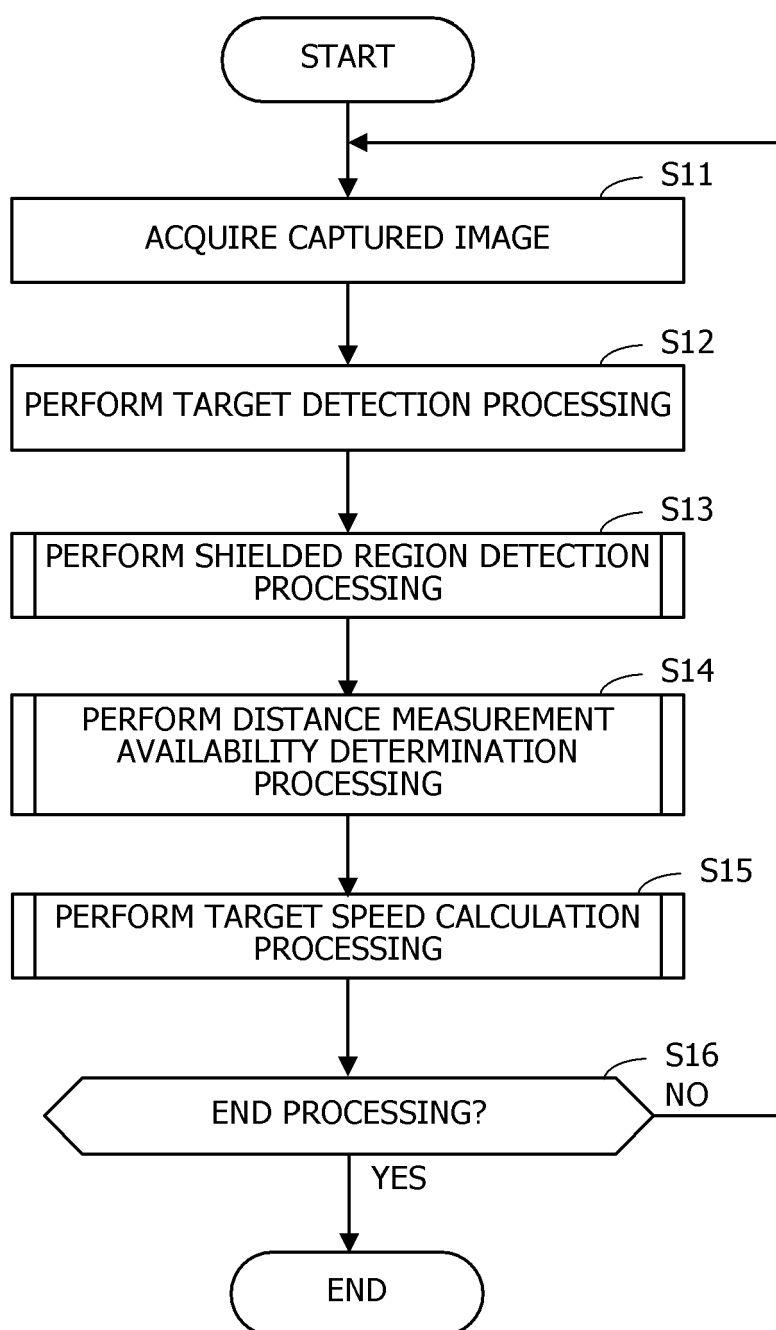 START
S11
ACQUIRE CAPTURED IMAGE
S12
PERFORM TARGET DETECTION PROCESSING
S13
PERFORM SHIELDED REGION DETECTION
PROCESSING
S14
PERFORM DISTANCE MEASUREMENT
AVAILABILITY DETERMINATION
PROCESSING
S15
PERFORM TARGET SPEED CALCULATION
PROCESSING
S16
END PROCESSING?
NO
YES
END